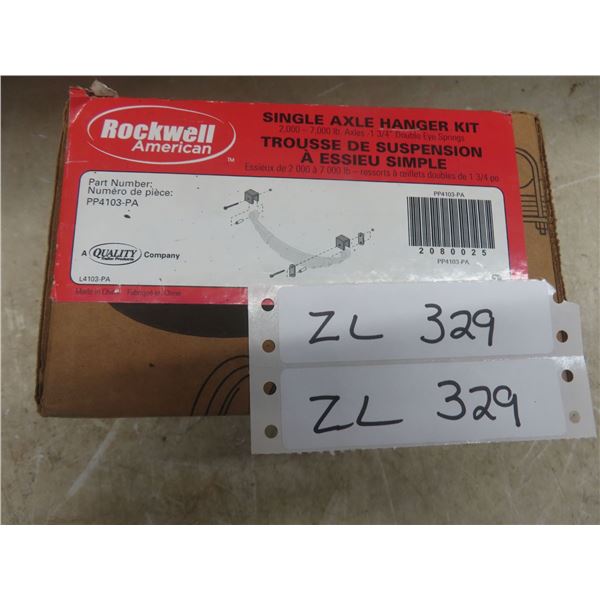 Rockwell
American
TM
SINGLE AXLE HANGER KIT
2,000 – 7,000 lb. Axles -1 3/4" Double Eye Springs
TROUSSE DE SUSPENSION
À ESSIEU SIMPLE
Essieux de 2 000 à 7 000 lb – ressorts à œillets doubles de 1 3/4 po
Part Number:
Numéro de pièce:
PP4103-PA
A QUALITY Company
L4103-PA
Made in China Fabriqué en Chine
PP4103-PA
2080025
PP4103-PA
ZL 329
ZL 329